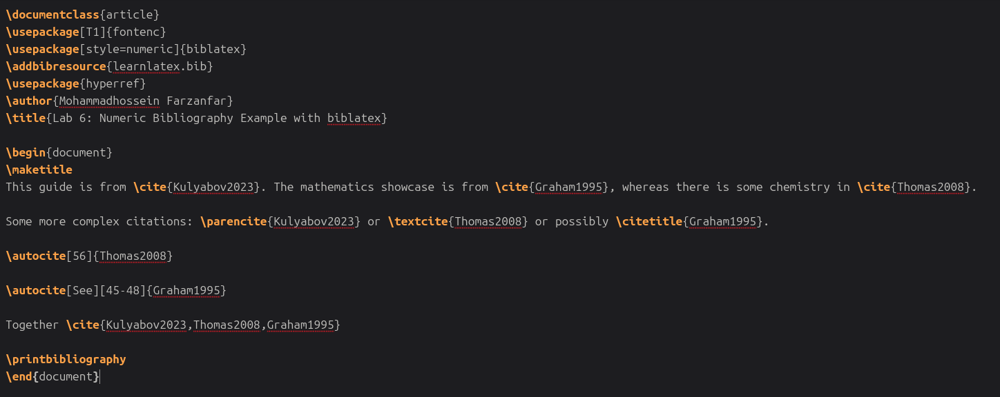 \documentclass{article}
\usepackage[T1]{fontenc}
\usepackage[style=numeric]{biblatex}
\addbibresource{learnlatex.bib}
\usepackage{hyperref}
\author{Mohammadhossein Farzanfar}
\title{Lab 6: Numeric Bibliography Example with biblatex}

\begin{document}
\maketitle
This guide is from \cite{Kulyabov2023}. The mathematics showcase is from \cite{Graham1995}, whereas there is some chemistry in \cite{Thomas2008}.

Some more complex citations: \parencite{Kulyabov2023} or \textcite{Thomas2008} or possibly \citetitle{Graham1995}.

\autocite[56]{Thomas2008}

\autocite[See][45-48]{Graham1995}

Together \cite{Kulyabov2023,Thomas2008,Graham1995}

\printbibliography
\end{document}